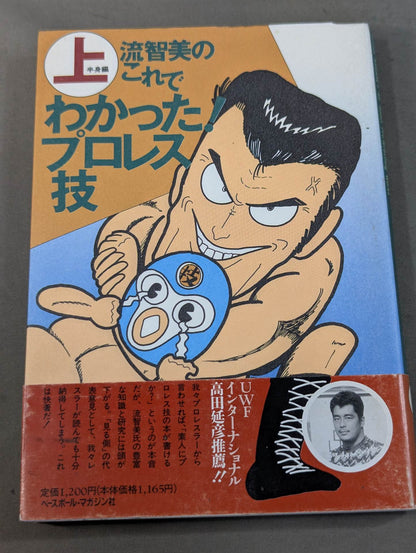 上
半身編
流智美の
これで
わかった!
プロレス
技
技
UWF
インターナショナル
高田延彦推薦!!
我々プロレスラーから
言わせれば、「素人にプ
ロレス技の本が書ける
か?」というのが本音
だが、流智美氏の豊富
な知識と研究には頭が
下がる。「見る側」の代
表意見として、我々レ
スラーが読んでも十分
納得してしまう、これ
は快著だ!
定価1,200円(本体価格1,165円)
ベースボール・マガジン社